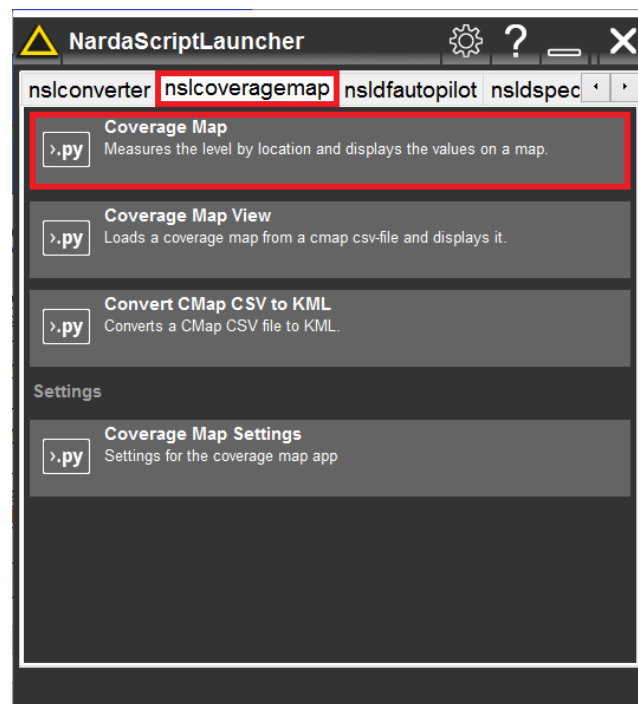 NardaScriptLauncher ?
nslconverter nslcoveragemap nsldfautopilot nsldspec
Coverage Map
>.py Measures the level by location and displays the values on a map.
Coverage Map View
>.py Loads a coverage map from a cmap csv-file and displays it.
Convert CMap CSV to KML
>.py Converts a CMap CSV file to KML.
Settings
Coverage Map Settings
>.py Settings for the coverage map app